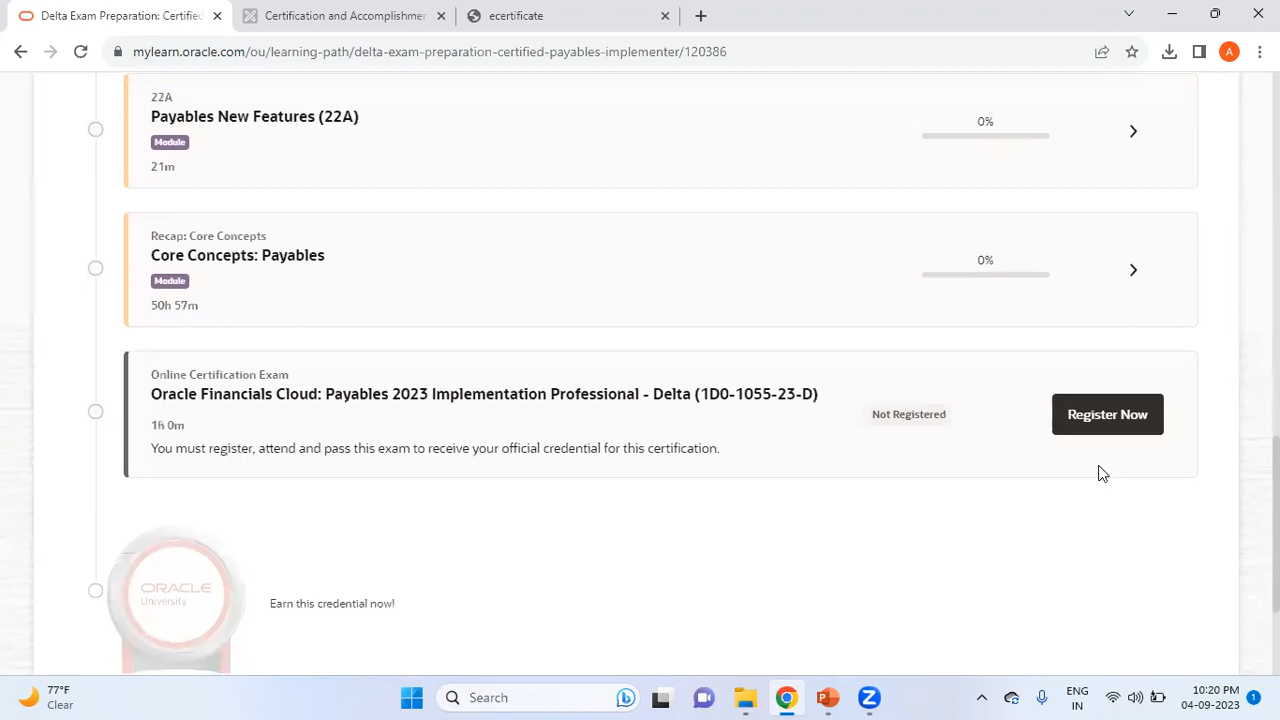 Delta Exam Preparation: Certified
Certification and Accomplishmen
ecertificate
mylearn.oracle.com/ou/learning-path/delta-exam-preparation-certified-payables-implementer/120386
A
22A
Payables New Features (22A)
Module
21m
0%
Recap: Core Concepts
Core Concepts: Payables
Module
50h 57m
0%
Online Certification Exam
Oracle Financials Cloud: Payables 2023 Implementation Professional - Delta (1D0-1055-23-D)
1h 0m
You must register, attend and pass this exam to receive your official credential for this certification.
Not Registered
Register Now
ORACLE
University
Earn this credential now!
77°F
Clear
Search
ENG
IN
10:20 PM
04-09-2023
1